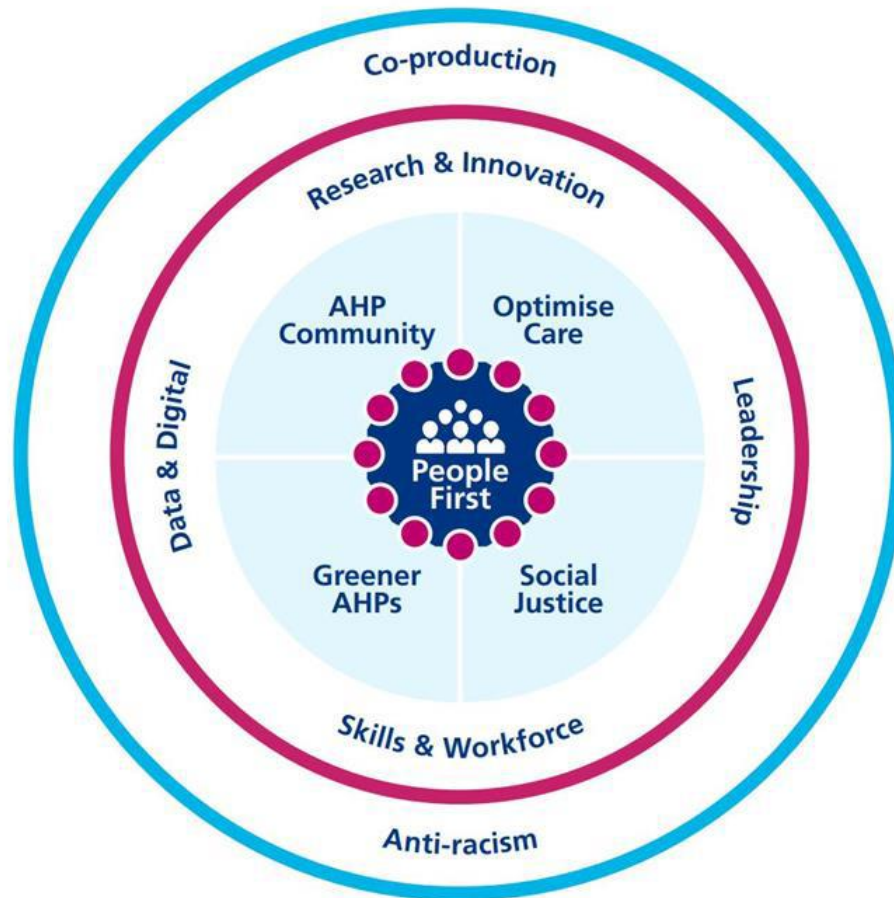 Co-production
Research & Innovation
AHP
Community
Optimise
Care
Data & Digital
Leadership
People
First
Greener
AHPs
Social
Justice
Skills & Workforce
Anti-racism